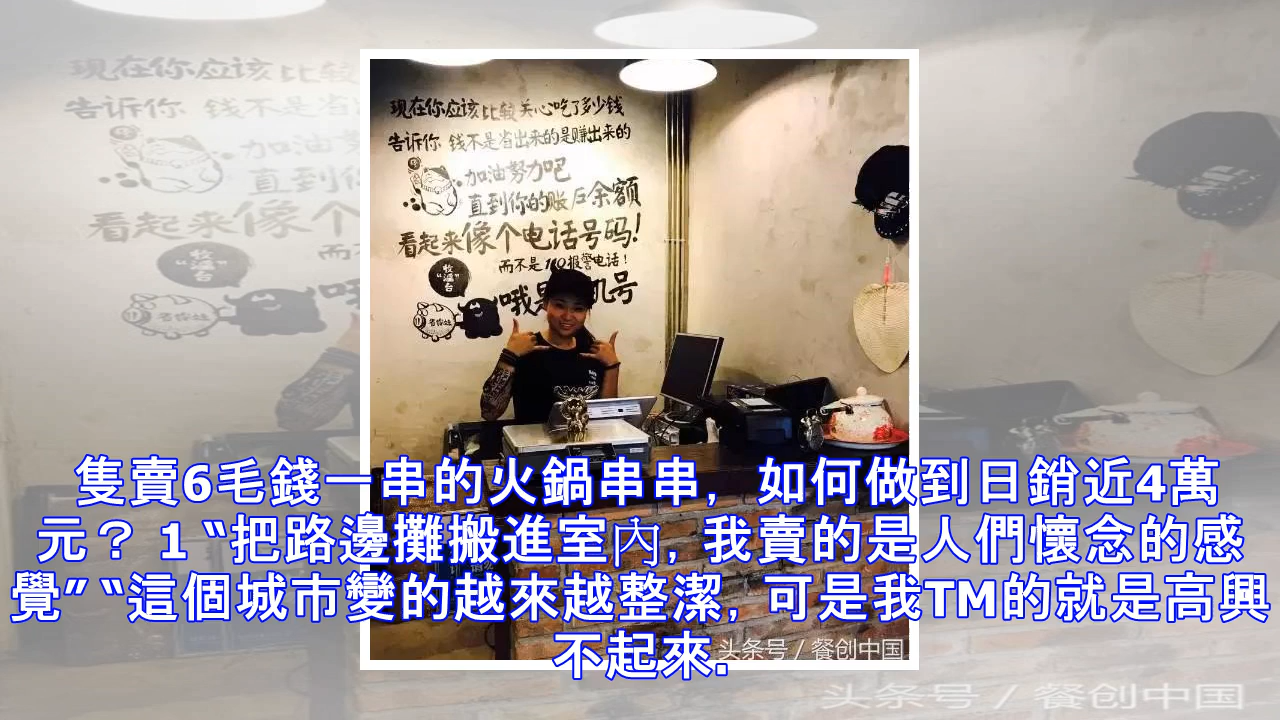 现在你应该比较关心吃了多少钱
告诉你 钱不是省出来的是赚出来的
加油努力吧
直到你的账户余额
看起来像个电话号码!
而不是110报警电话!
收“溫”台
哦是 机号
隻賣6毛錢一串的火鍋串串,如何做到日銷近4萬
元? 1 “把路邊攤搬進室內, 我賣的是人們懷念的感
覺” “這個城市變的越來越整潔, 可是我TM的就是高興
不起來.
头条号 / 餐创中国
头条号 / 餐创中国